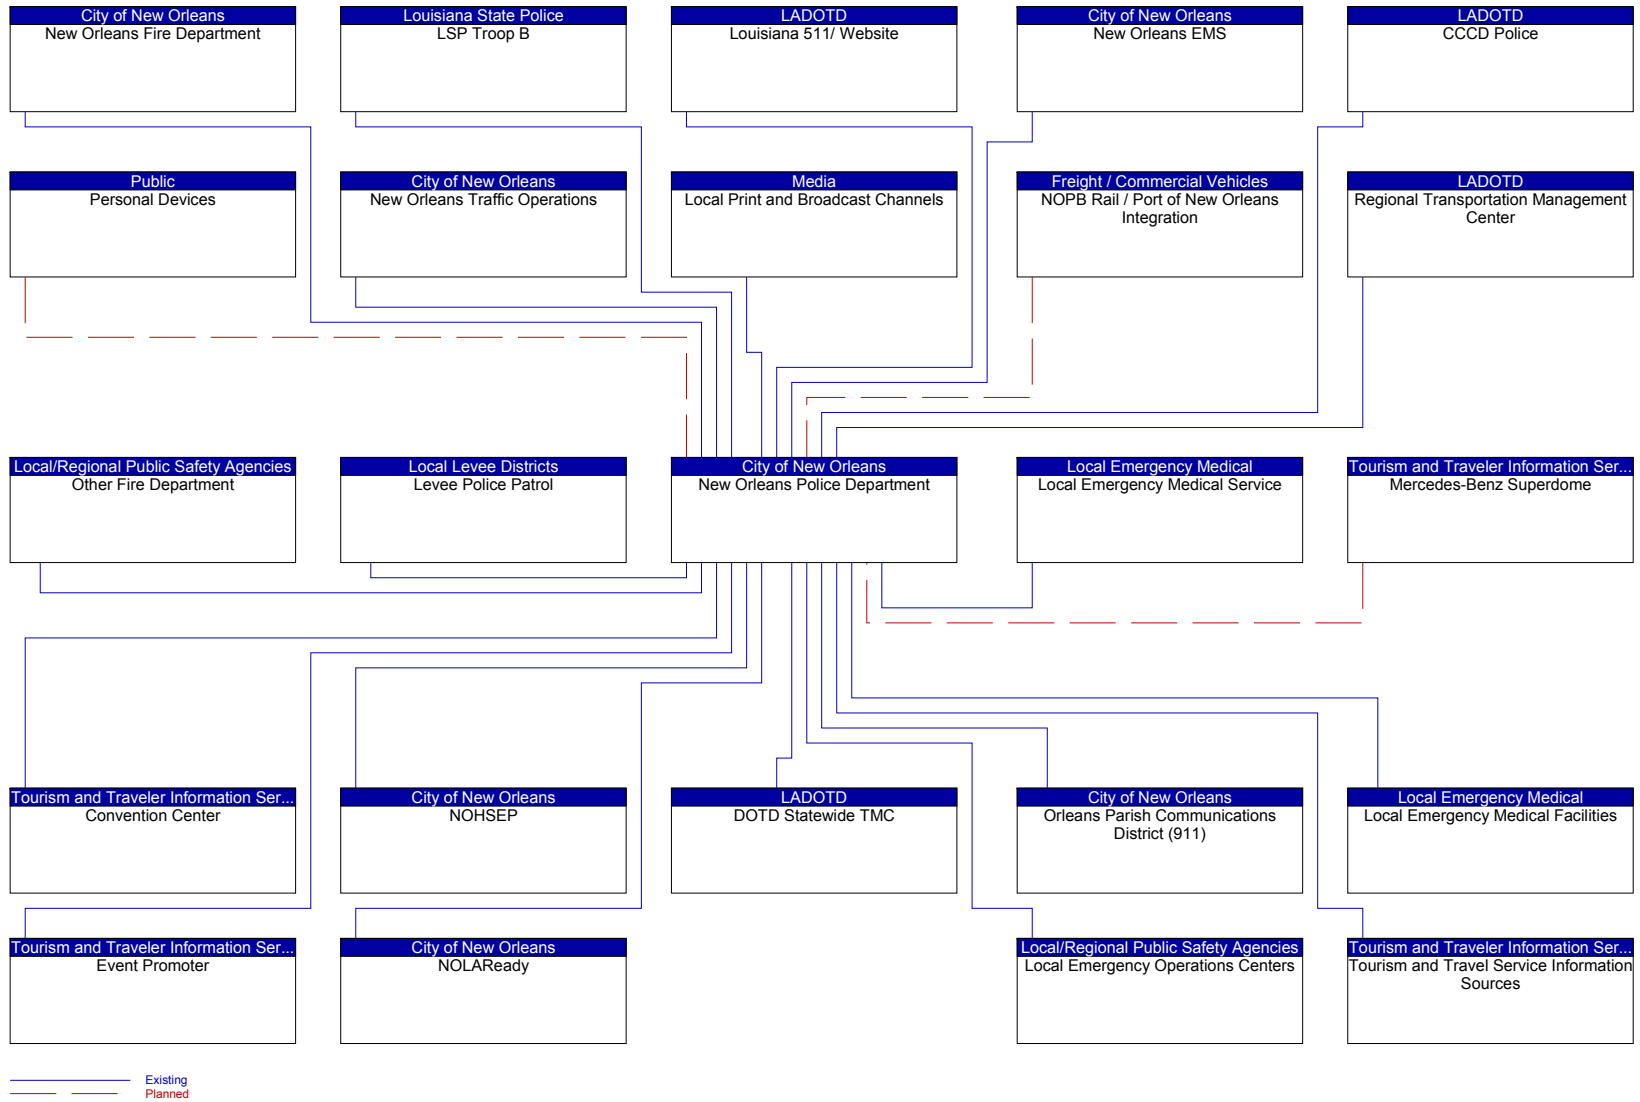 City of New Orleans
New Orleans Fire Department
Louisiana State Police
LSP Troop B
LADOTD
Louisiana 511/ Website
City of New Orleans
New Orleans EMS
LADOTD
CCCD Police
Public
Personal Devices
City of New Orleans
New Orleans Traffic Operations
Media
Local Print and Broadcast Channels
Freight / Commercial Vehicles
NOPB Rail / Port of New Orleans
Integration
LADOTD
Regional Transportation Management
Center
Local/Regional Public Safety Agencies
Other Fire Department
Local Levee Districts
Levee Police Patrol
City of New Orleans
New Orleans Police Department
Local Emergency Medical
Local Emergency Medical Service
Tourism and Traveler Information Ser...
Mercedes-Benz Superdome
Tourism and Traveler Information Ser...
Convention Center
City of New Orleans
NOHSEP
LADOTD
DOTD Statewide TMC
City of New Orleans
Orleans Parish Communications
District (911)
Local Emergency Medical
Local Emergency Medical Facilities
Tourism and Traveler Information Ser...
Event Promoter
City of New Orleans
NOLAReady
Local/Regional Public Safety Agencies
Local Emergency Operations Centers
Tourism and Traveler Information Ser...
Tourism and Travel Service Information
Sources
Existing
Planned